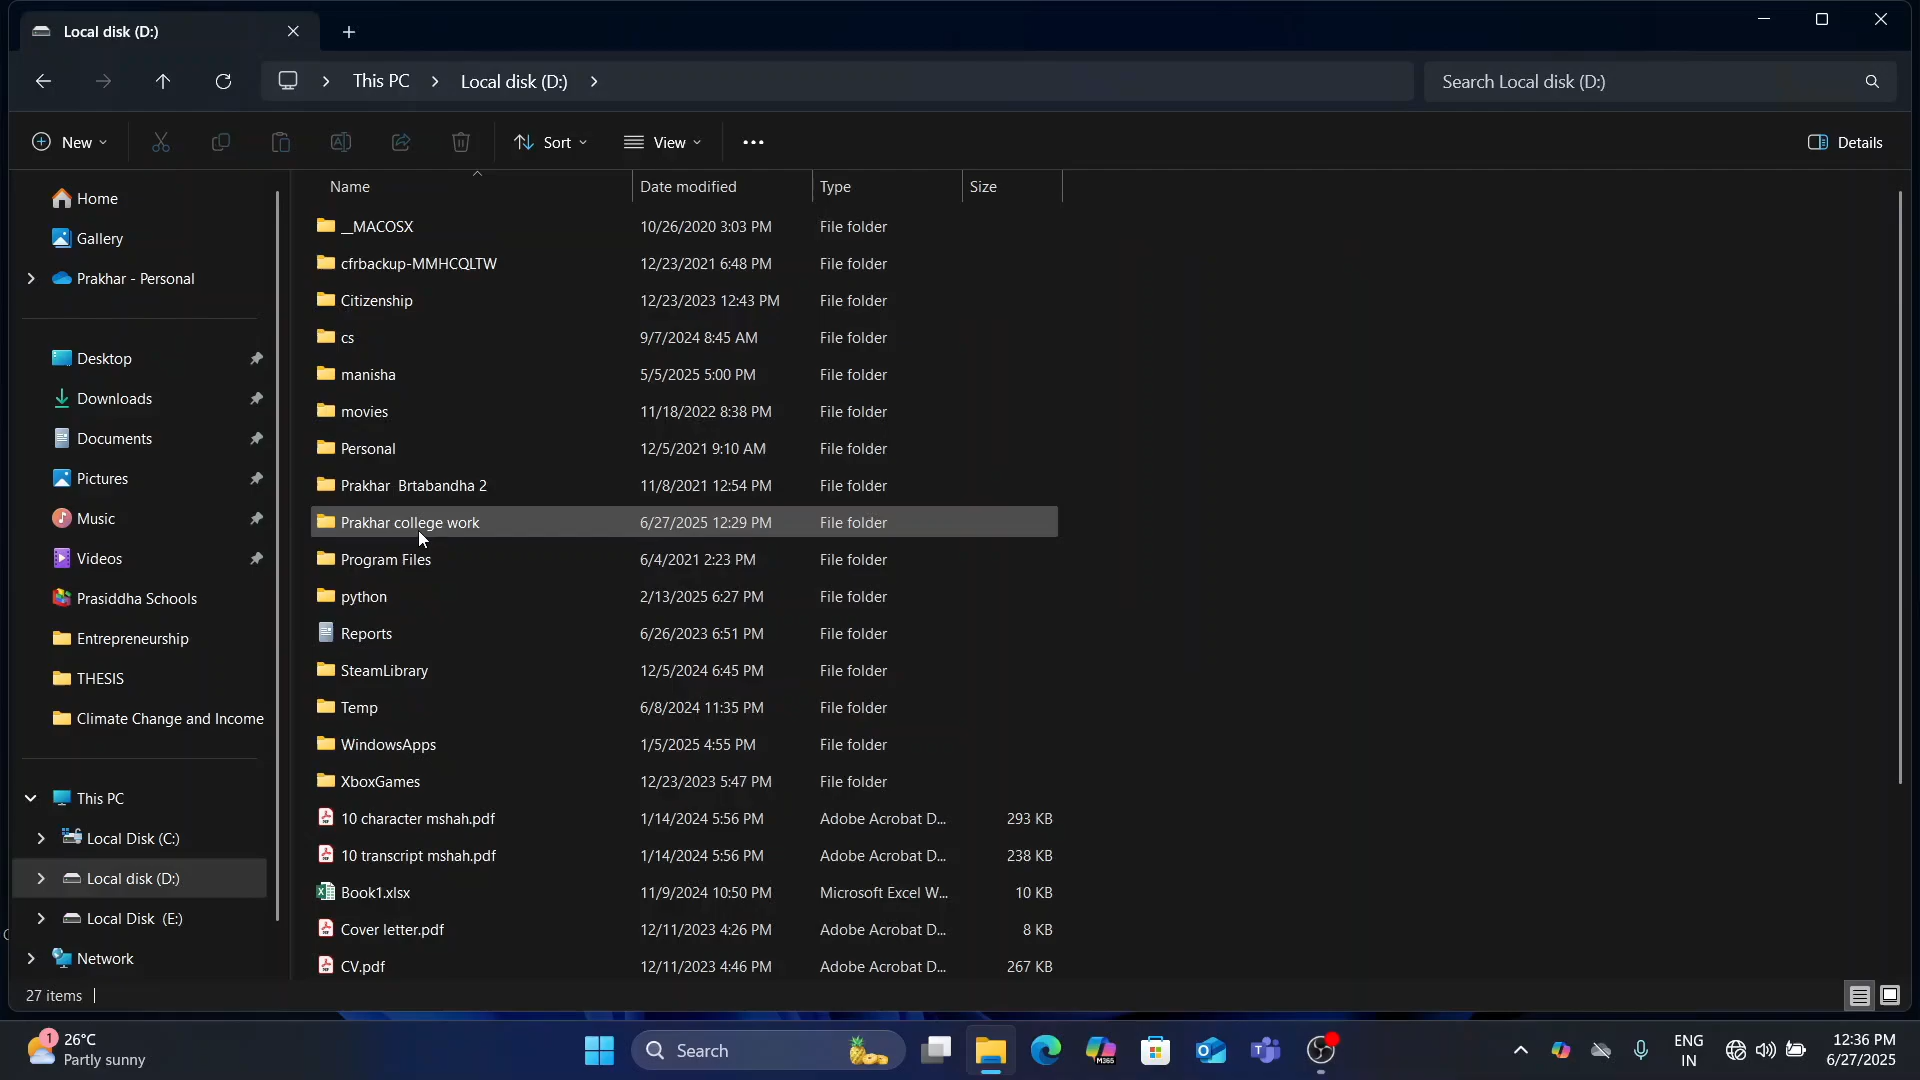 Local disk (D:)
This PC
Local disk (D:)
Search Local disk (D:)
New
Sort
View
Details
Home
Gallery
Prakhar - Personal
Desktop
Downloads
Documents
Pictures
Music
Videos
Prasiddha Schools
Entrepreneurship
THESIS
Climate Change and Income
This PC
Local Disk (C:)
Local disk (D:)
Local Disk (E:)
Network
Name Date modified Type Size
__MACOSX 10/26/2020 3:03 PM File folder
cfrbackup-MMHCQLTW 12/23/2021 6:48 PM File folder
Citizenship 12/23/2023 12:43 PM File folder
cs 9/7/2024 8:45 AM File folder
manisha 5/5/2025 5:00 PM File folder
movies 11/18/2022 8:38 PM File folder
Personal 12/5/2021 9:10 AM File folder
Prakhar Brtabandha 2 11/8/2021 12:54 PM File folder
Prakhar college work 6/27/2025 12:29 PM File folder
Program Files 6/4/2021 2:23 PM File folder
python 2/13/2025 6:27 PM File folder
Reports 6/26/2023 6:51 PM File folder
SteamLibrary 12/5/2024 6:45 PM File folder
Temp 6/8/2024 11:35 PM File folder
WindowsApps 1/5/2025 4:55 PM File folder
XboxGames 12/23/2023 5:47 PM File folder
10 character mshah.pdf 1/14/2024 5:56 PM Adobe Acrobat D... 293 KB
10 transcript mshah.pdf 1/14/2024 5:56 PM Adobe Acrobat D... 238 KB
Book1.xlsx 11/9/2024 10:50 PM Microsoft Excel W... 10 KB
Cover letter.pdf 12/11/2023 4:26 PM Adobe Acrobat D... 8 KB
CV.pdf 12/11/2023 4:46 PM Adobe Acrobat D... 267 KB
27 items
1
26°C
Partly sunny
Search
M365
ENG
IN
12:36 PM
6/27/2025